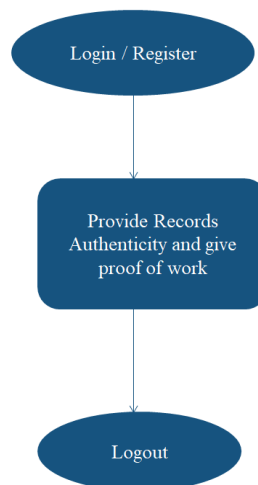 Login / Register
Provide Records
Authenticity and give
proof of work
Logout